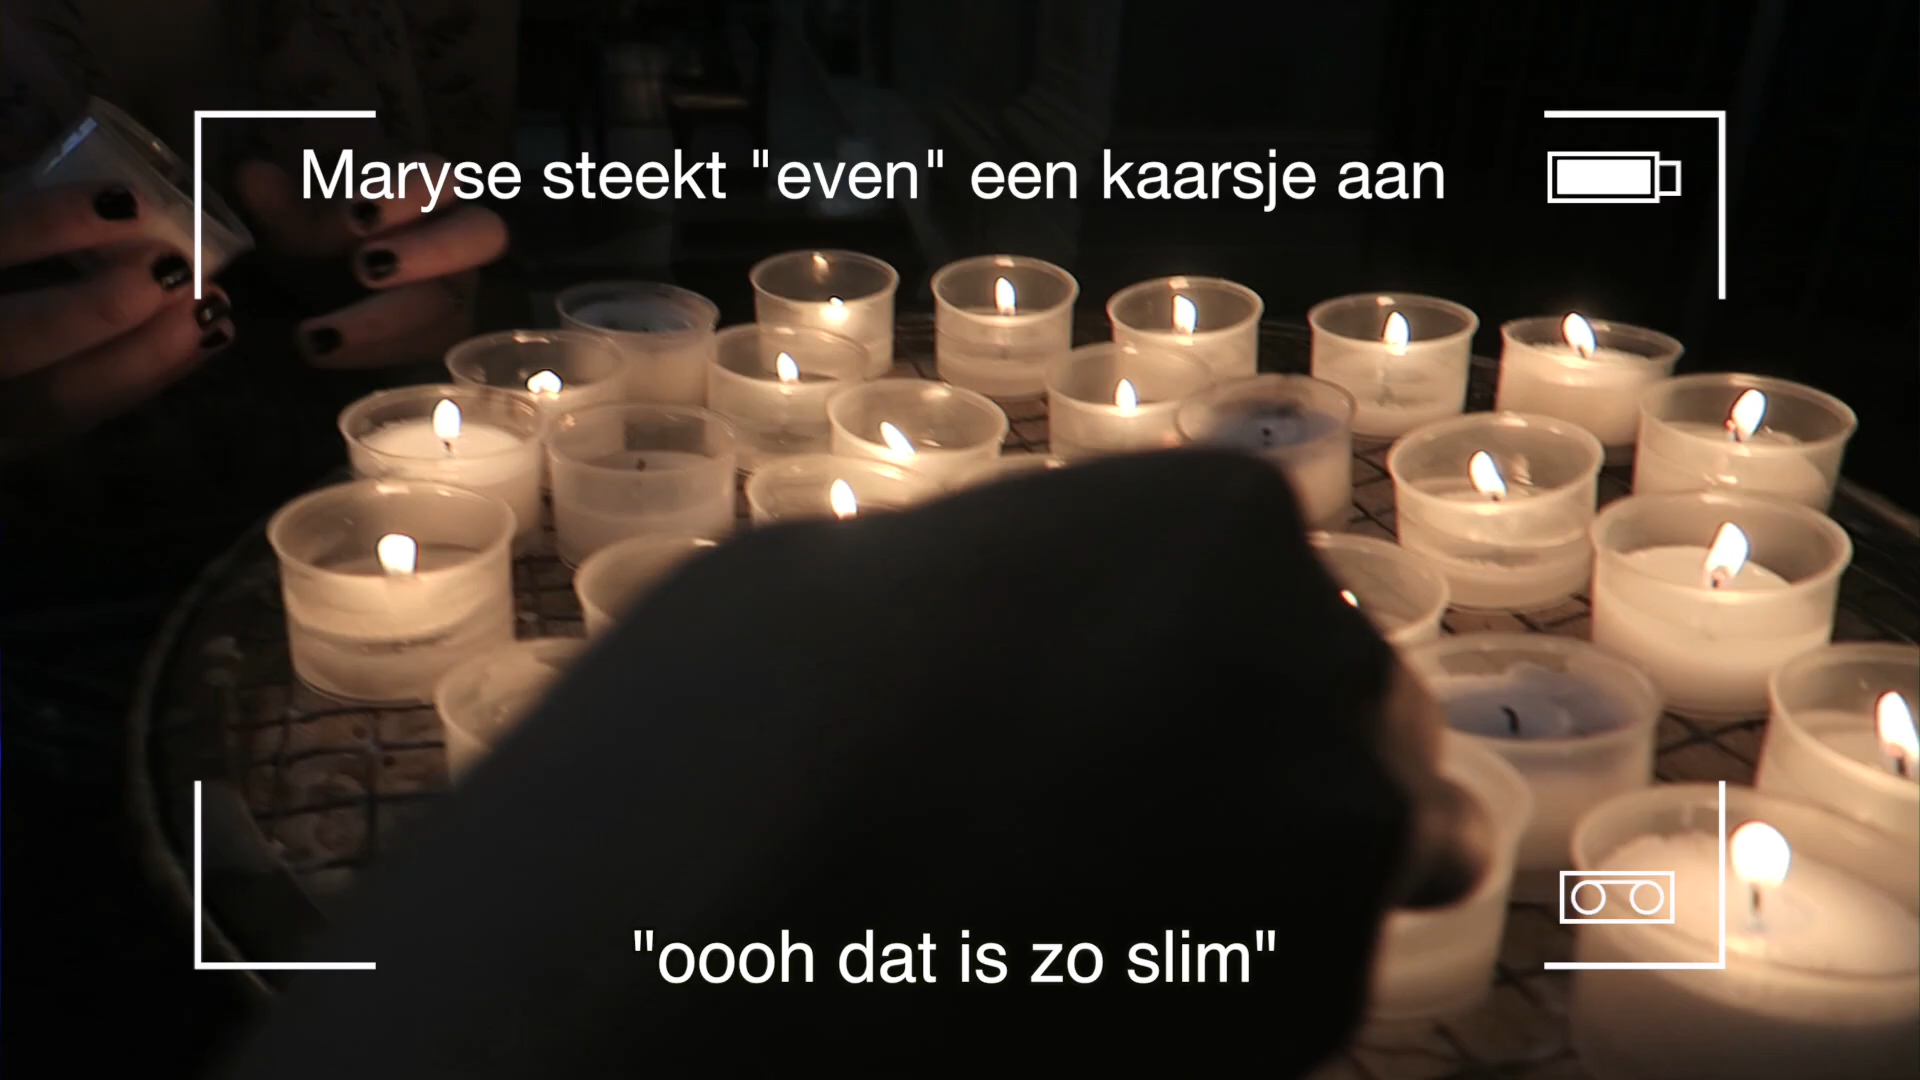 Maryse steekt "even" een kaarsje aan
"oooh dat is zo slim"